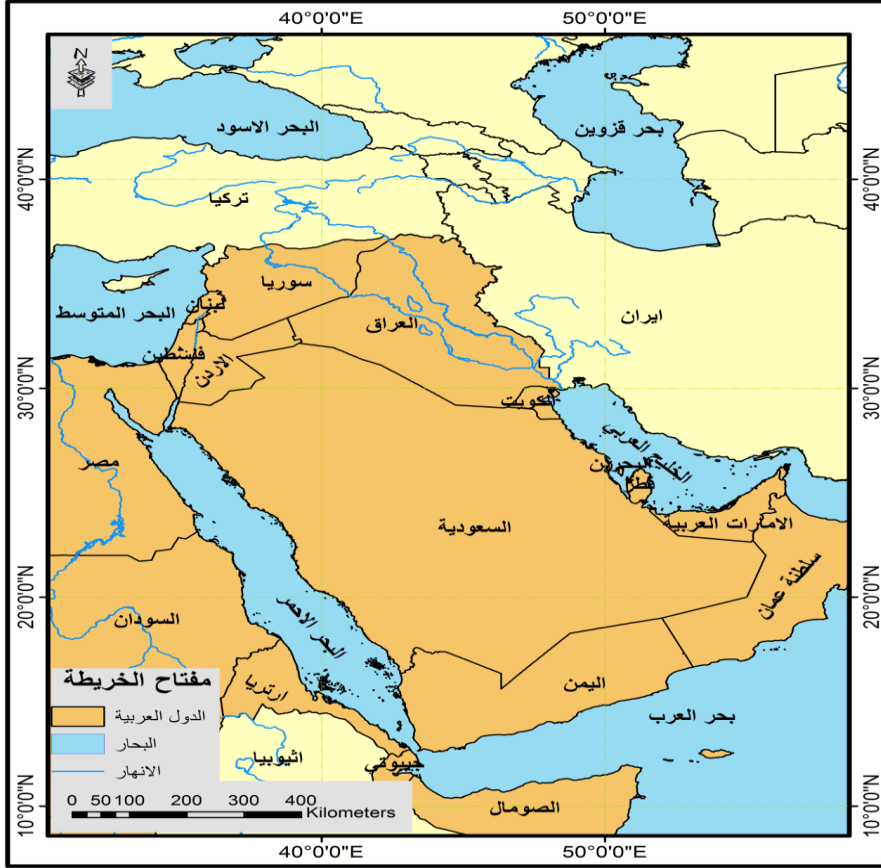 40°0'0"E
50°0'0"E
N
البحر الاسود
بحر قزوين
40°0'0"N
40°0'0"N
تركيا
سوريا
لبنان
البحر المتوسط
العراق
ايران
فلسطين
الاردن
30°0'0"N
30°0'0"N
الكويت
الخليج العربي
البحرين
مصر
قطر
الامارات العربيه
السعودية
سلطنة عمان
20°0'0"N
20°0'0"N
السودان
البحر الاحمر
اليمن
ارتريا
بحر العرب
مفتاح الخريطة
الدول العربية
البحار
الانهار
اثيوبيا
جيبوتي
الصومال
10°0'0"N
10°0'0"N
0 50 100 200 300 400
Kilometers
40°0'0"E
50°0'0"E